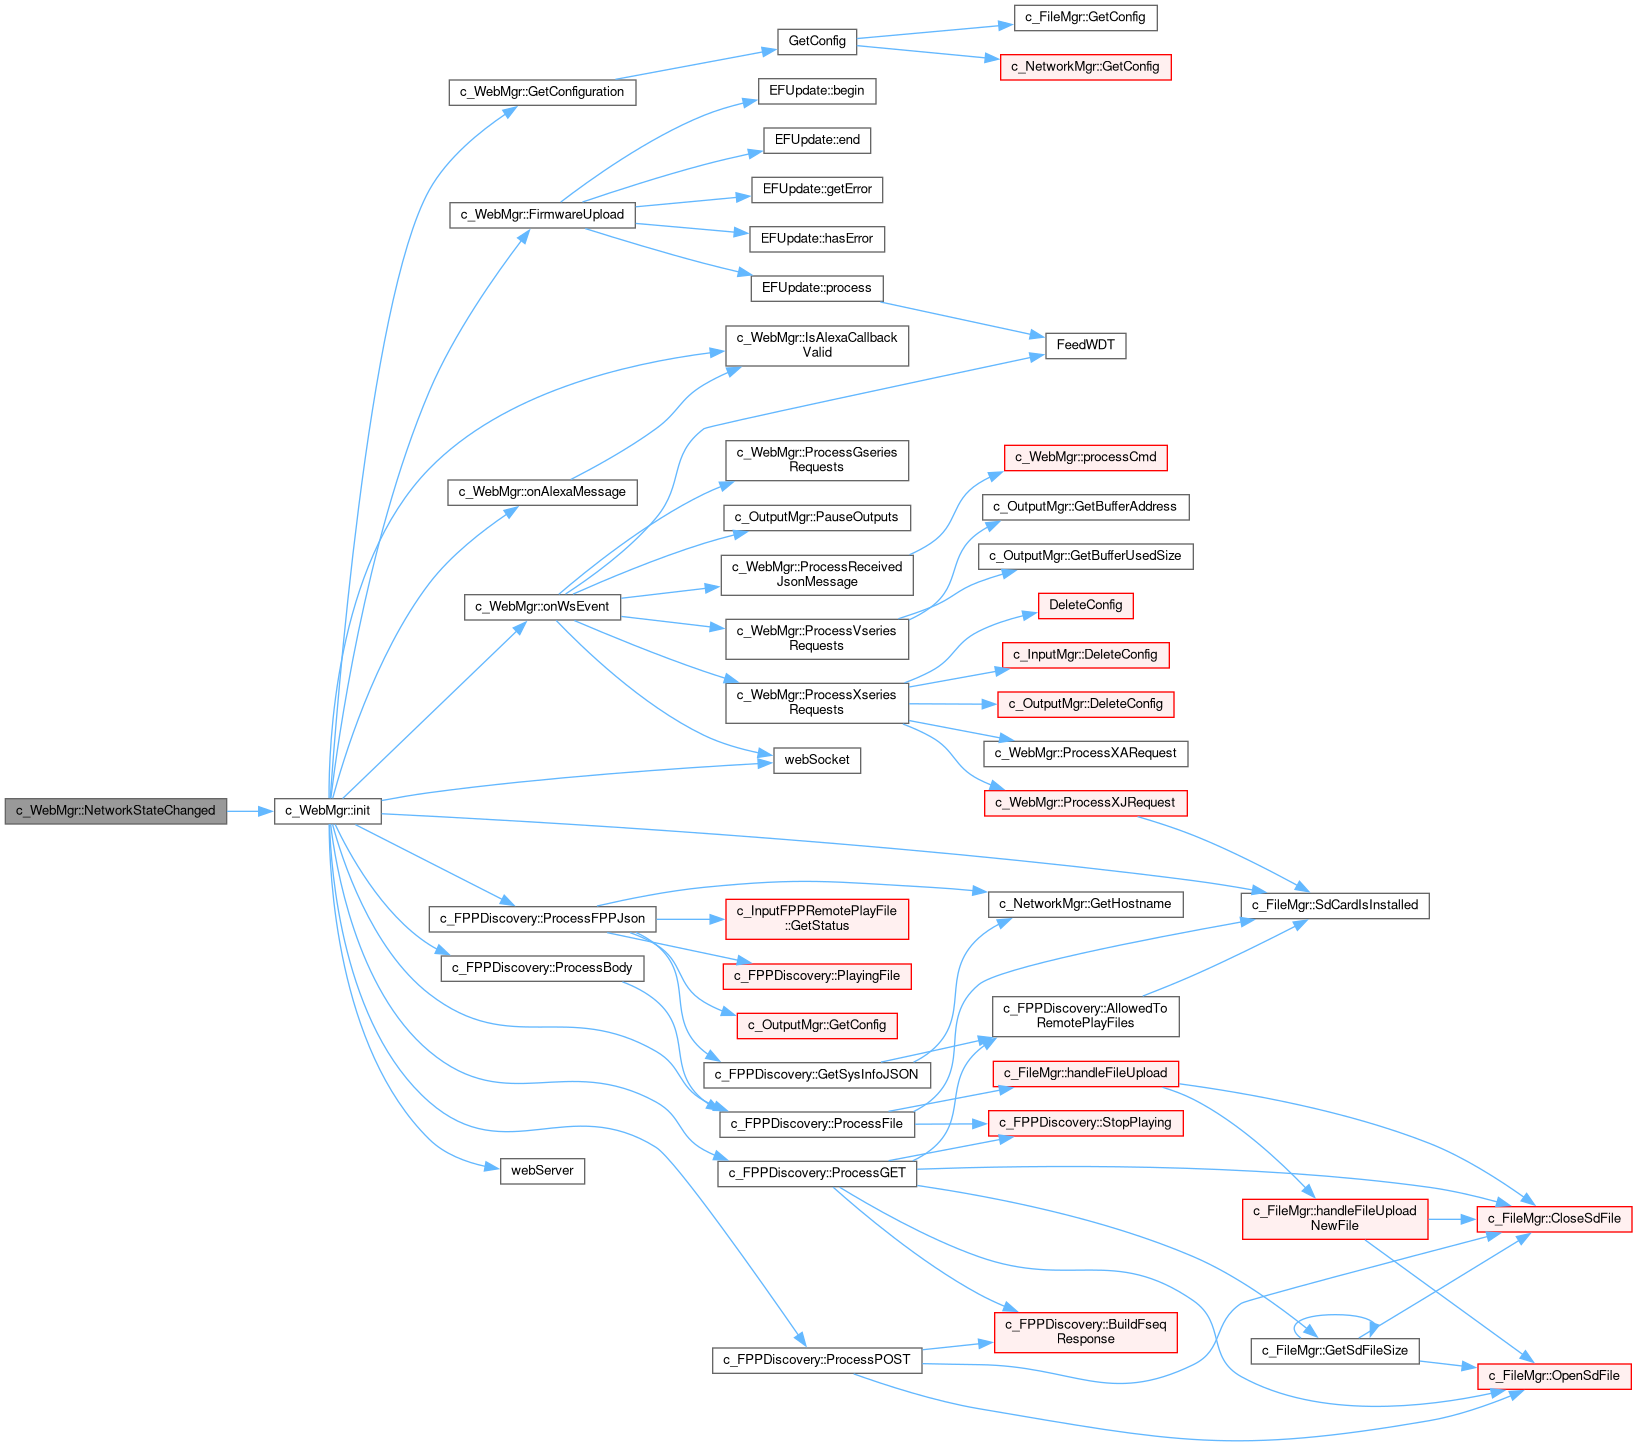 c_FileMgr::GetConfig
GetConfig
c_NetworkMgr::GetConfig
c_WebMgr::GetConfiguration
EFUpdate::begin
EFUpdate::end
EFUpdate::getError
c_WebMgr::FirmwareUpload
EFUpdate::hasError
EFUpdate::process
c_WebMgr::IsAlexaCallback
Valid
FeedWDT
c_WebMgr::ProcessGseries
Requests
c_WebMgr::processCmd
c_WebMgr::onAlexaMessage
c_OutputMgr::GetBufferAddress
c_OutputMgr::PauseOutputs
c_OutputMgr::GetBufferUsedSize
c_WebMgr::ProcessReceived
JsonMessage
c_WebMgr::onWsEvent
DeleteConfig
c_WebMgr::ProcessVseries
Requests
c_InputMgr::DeleteConfig
c_WebMgr::ProcessXseries
Requests
c_OutputMgr::DeleteConfig
c_WebMgr::ProcessXARequest
webSocket
c_WebMgr::ProcessXJRequest
c_WebMgr::NetworkStateChanged
c_WebMgr::init
c_NetworkMgr::GetHostname
c_FileMgr::SdCardIsInstalled
c_FPPDiscovery::ProcessFPPJson
c_InputFPPRemotePlayFile
::GetStatus
c_FPPDiscovery::ProcessBody
c_FPPDiscovery::PlayingFile
c_FPPDiscovery::AllowedTo
RemotePlayFiles
c_OutputMgr::GetConfig
c_FPPDiscovery::GetSysInfoJSON
c_FileMgr::handleFileUpload
c_FPPDiscovery::ProcessFile
c_FPPDiscovery::StopPlaying
webServer
c_FPPDiscovery::ProcessGET
c_FileMgr::handleFileUpload
NewFile
c_FileMgr::CloseSdFile
c_FPPDiscovery::BuildFseq
Response
c_FileMgr::GetSdFileSize
c_FPPDiscovery::ProcessPOST
c_FileMgr::OpenSdFile